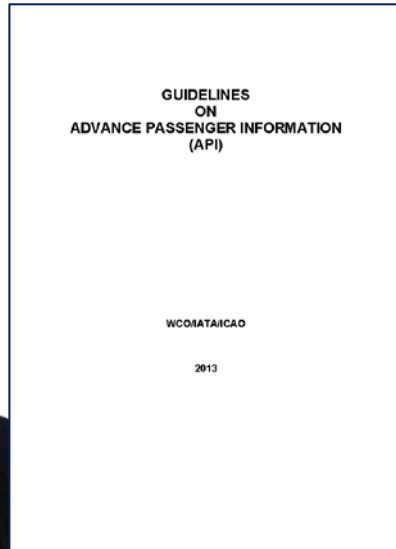 GUIDELINES
ON
ADVANCE PASSENGER INFORMATION
(API)
WCO/IATA/ICAO
2013